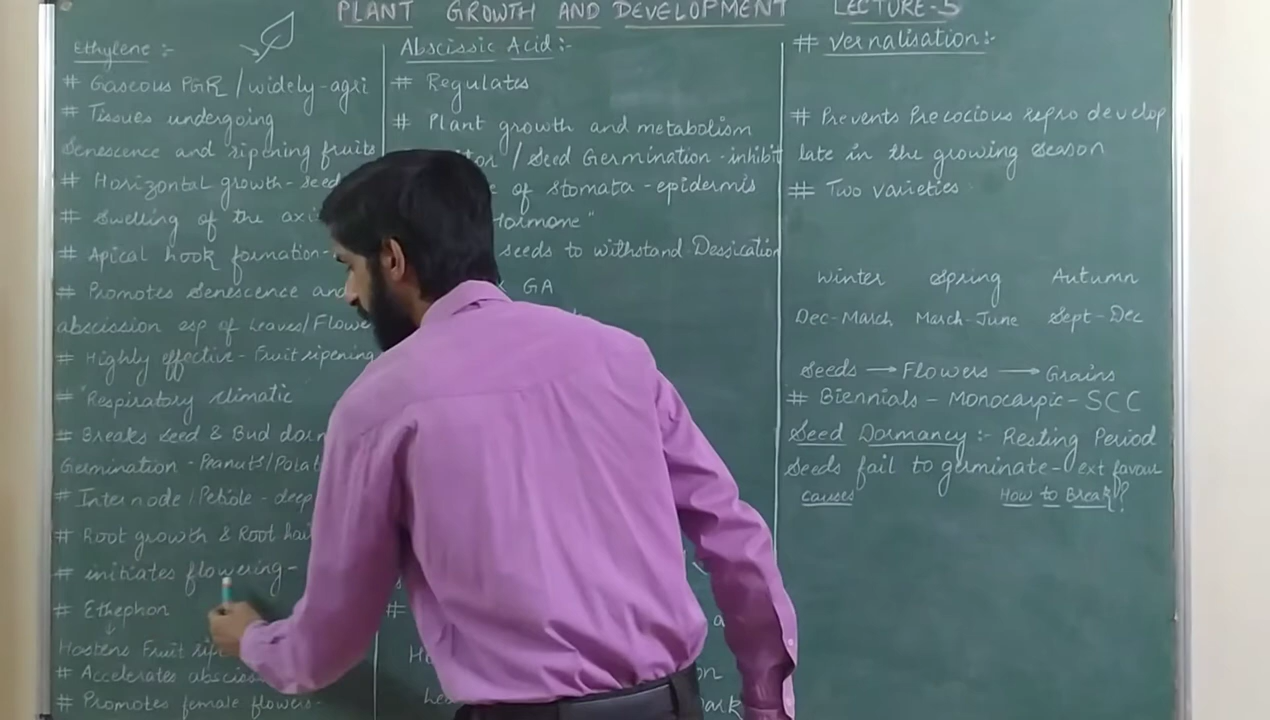 PLANT GROWTH AND DEVELOPMENT LECTURE-5
Ethylene :-
# Gaseous PGR / widely-agri
# Tissues undergoing
Senescence and ripening fruits
# Horizontal growth - seed
# Swelling of the axi
# Apical hook formation-
# Promotes Senescence and
abscission esp of Leaves/Flowe
# Highly effective - Fruit ripening
# "Respiratory climatic
# Breaks seed & Bud dorm
Germination - Peanuts/Potat
# Internode/Petiole - deep
# Root growth & Root hai
# initiates flowering -
# Ethephon
↓
Hastens Fruit rip
# Accelerates absciss
# Promotes female flowers-
Abscissic Acid:-
# Regulates
# Plant growth and metabolism
itor / Seed Germination - inhibit
of Stomata - epidermis
Hormone"
seeds to withstand Dessication
GA
#
# Vernalisation:-
# Prevents Precocious repro develop
late in the growing season
# Two varieties
Winter Spring Autumn
Dec-March March-June Sept-Dec
Seeds → Flowers → Grains
# Biennials - Monocarpic - SCC
Seed Dormancy :- Resting Period
Seeds fail to germinate - ext favour
causes How to Break?